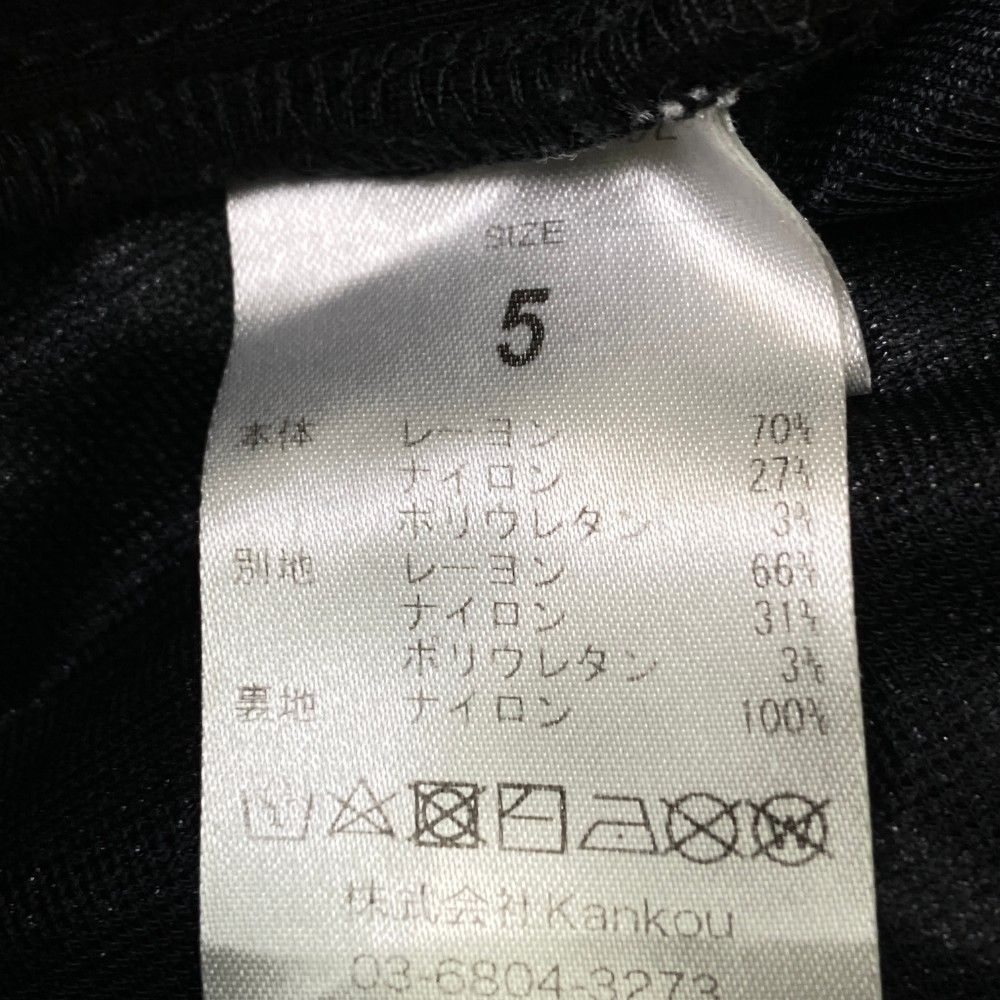 SIZE
5
本体 レーヨン 70%
ナイロン 27%
ポリウレタン 3%
別地 レーヨン 66%
ナイロン 31%
ポリウレタン 3%
裏地 ナイロン 100%
株式会社Kankou
03-6804-3273